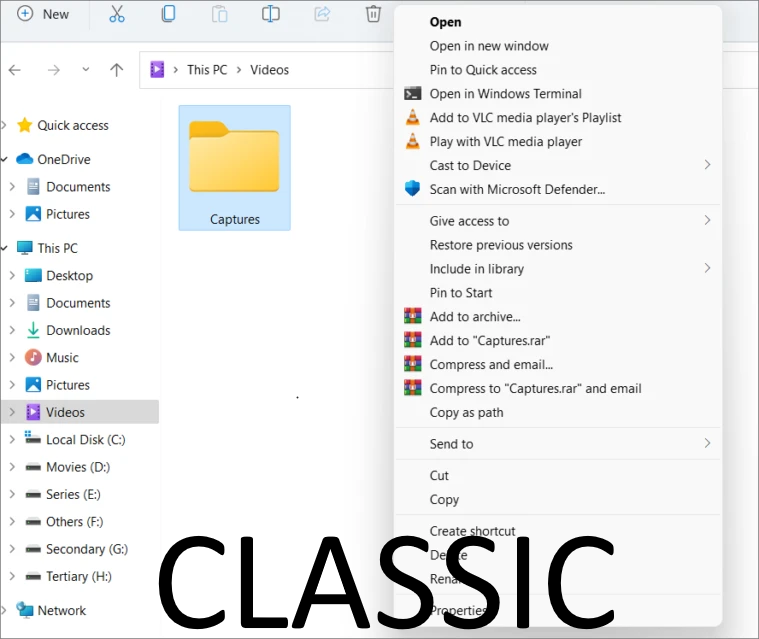 New
This PC
Videos
Quick access
OneDrive
Documents
Pictures
This PC
Desktop
Documents
Downloads
Music
Pictures
Videos
Local Disk (C:)
Movies (D:)
Series (E:)
Others (F:)
Secondary (G:)
Tertiary (H:)
Network
Captures
Open
Open in new window
Pin to Quick access
Open in Windows Terminal
Add to VLC media player's Playlist
Play with VLC media player
Cast to Device
Scan with Microsoft Defender...
Give access to
Restore previous versions
Include in library
Pin to Start
Add to archive...
Add to "Captures.rar"
Compress and email...
Compress to "Captures.rar" and email
Copy as path
Send to
Cut
Copy
Create shortcut
Properties
CLASSIC